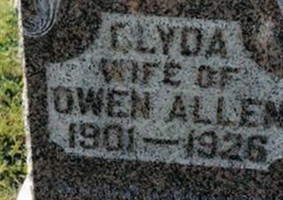 CLYDA
WIFE OF
OWEN ALLEN
1901—1926